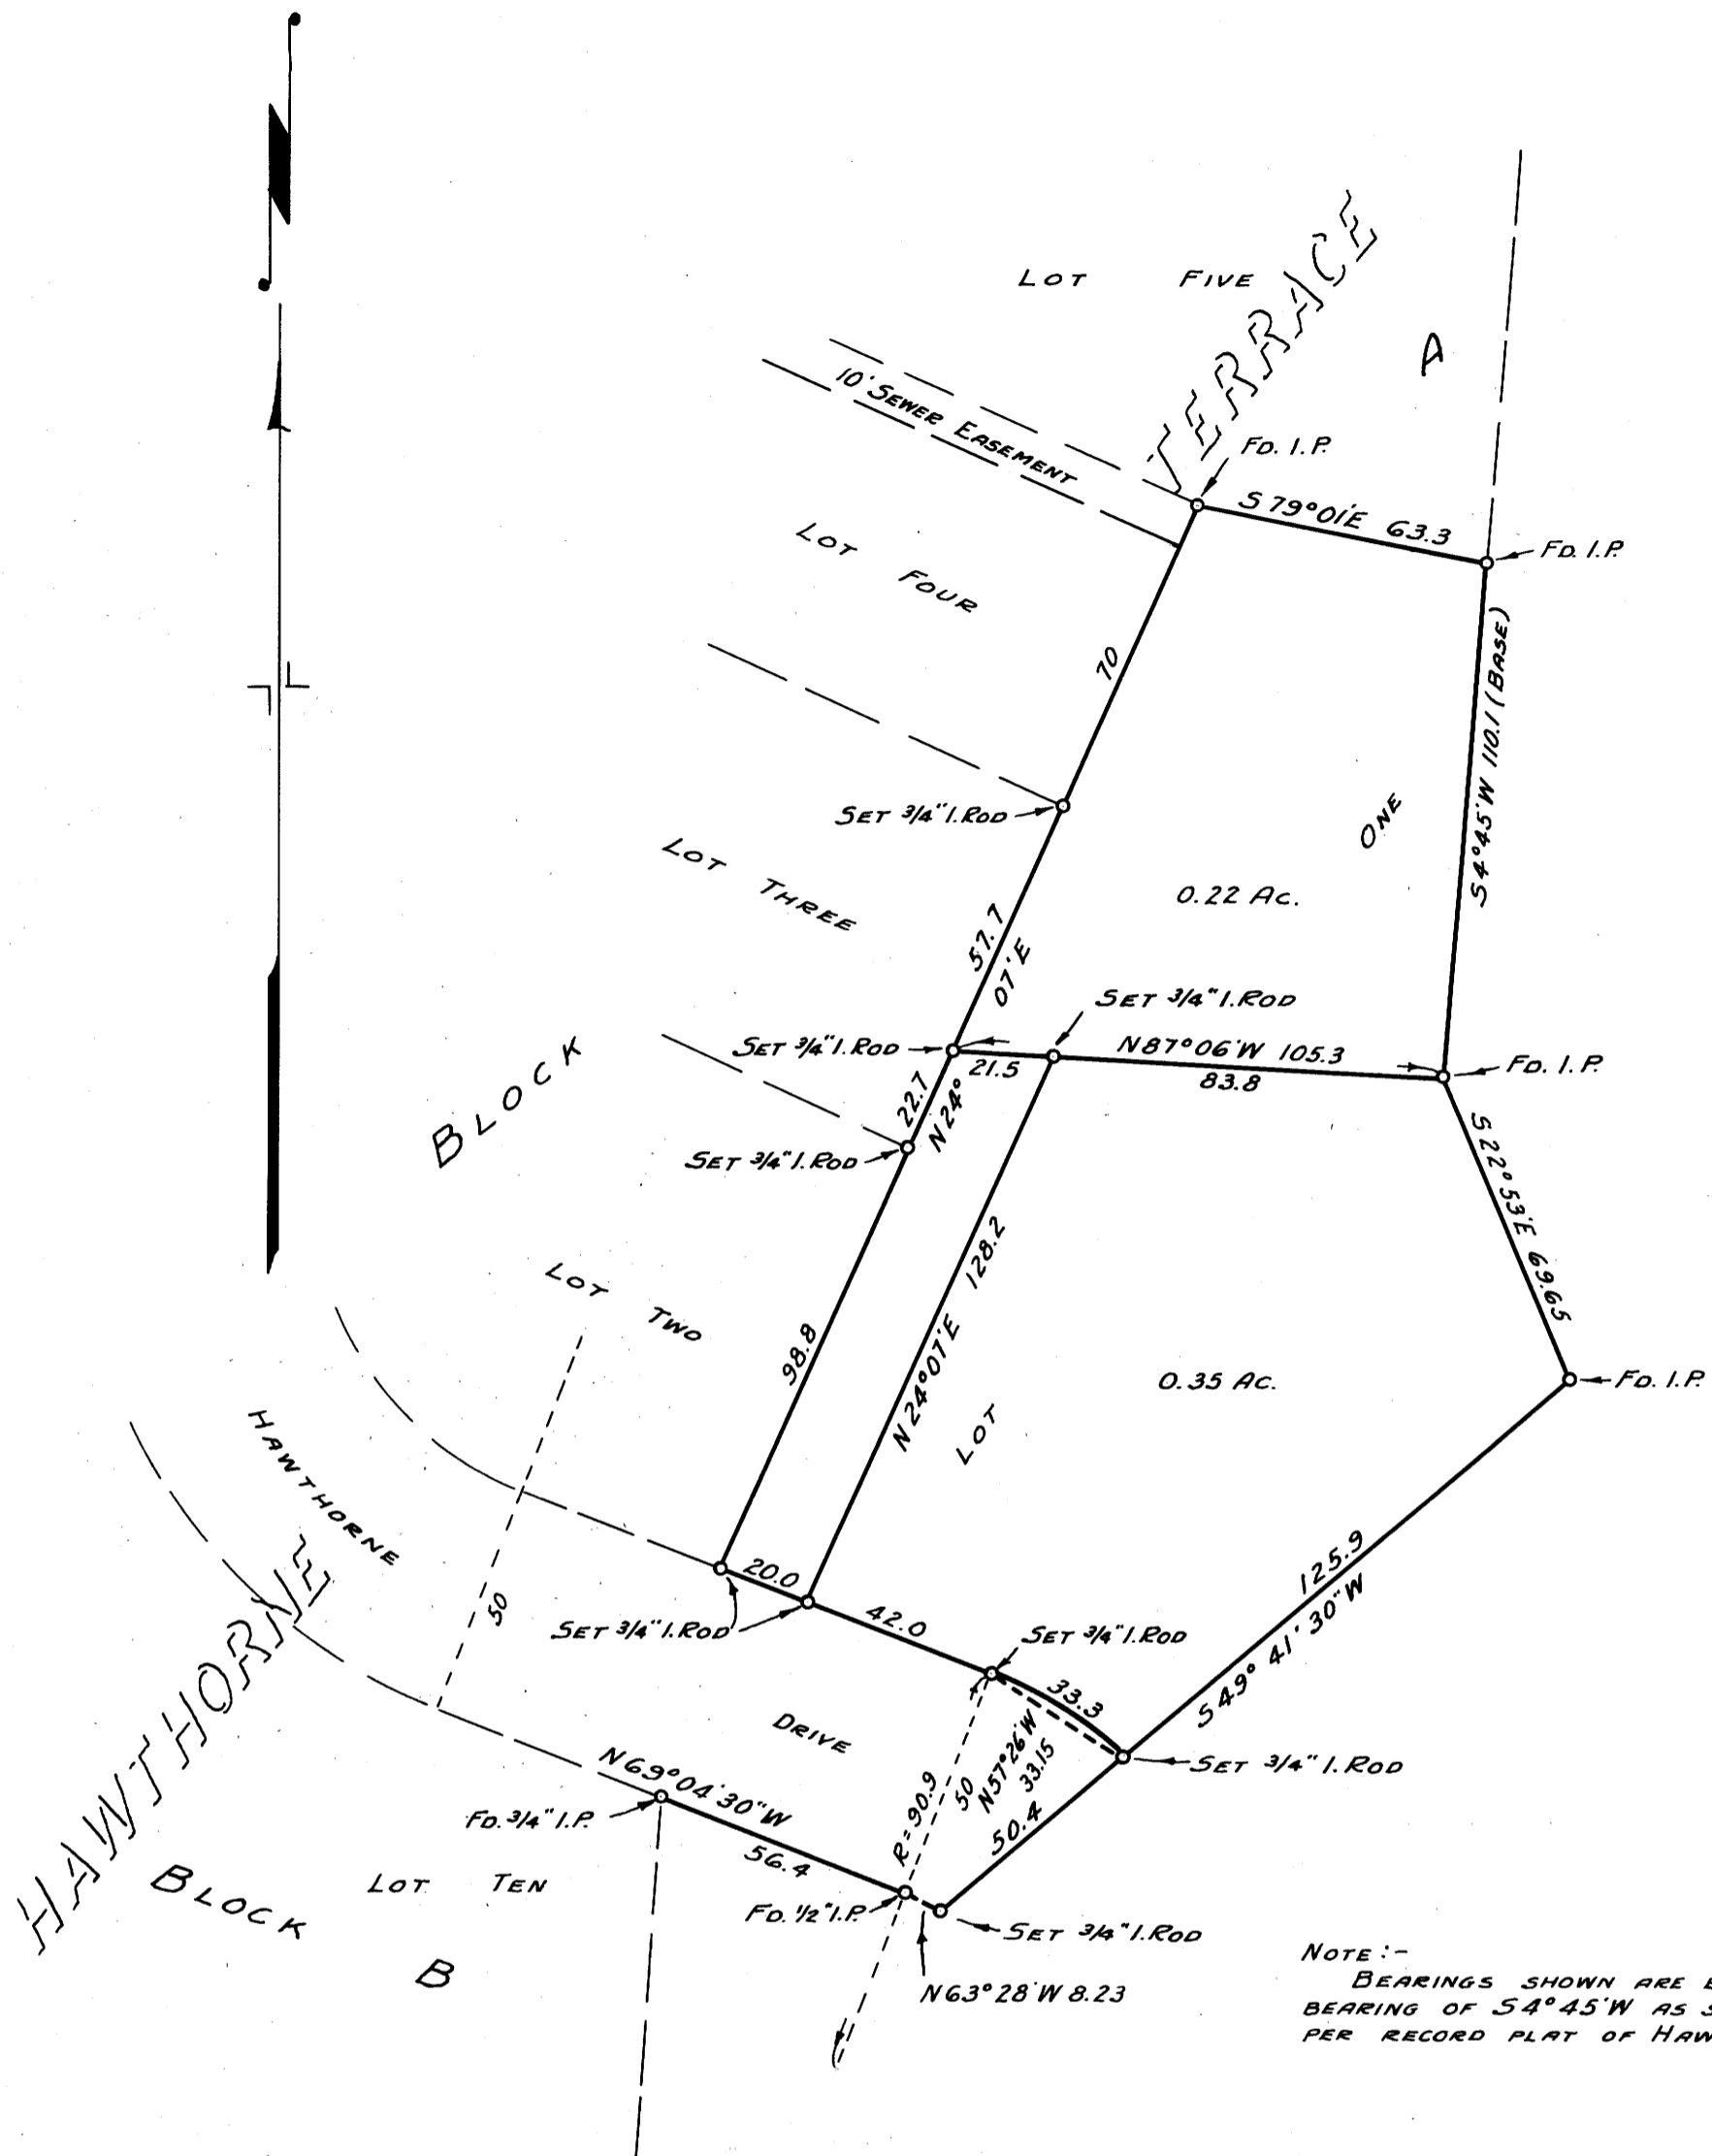 LOT FIVE
TERRACE
A
10' SEWER EASEMENT
FD. I.P.
S 79°01'E 63.3
FD. I.P.
LOT FOUR
70
S4°45'W 110.1 (BASE)
SET 3/4" I.ROD
ONE
LOT THREE
0.22 AC.
57.7
07'E
SET 3/4" I.ROD
SET 3/4" I.ROD
N87°06'W 105.3
FD. I.P.
21.5
83.8
BLOCK
22.7
N24°
SET 3/4" I.ROD
S22°53'E 69.65
128.2
N24°07'E
LOT TWO
98.8
0.35 AC.
FD. I.P.
LOT
HAWTHORNE
HAWTHORNE
125.9
S49° 41' 30" W
20.0
50
SET 3/4" I.ROD
42.0
SET 3/4" I.ROD
33.3
DRIVE
N57°26'W
33.15
50
R=90.9
SET 3/4" I.ROD
N69°04'30"W
FD. 3/4" I.P.
50.4
56.4
LOT TEN
BLOCK
B
FD. 1/2" I.P.
SET 3/4" I.ROD
N63°28'W 8.23
NOTE :-
BEARINGS SHOWN ARE
BEARING OF S4°45'W AS
PER RECORD PLAT OF